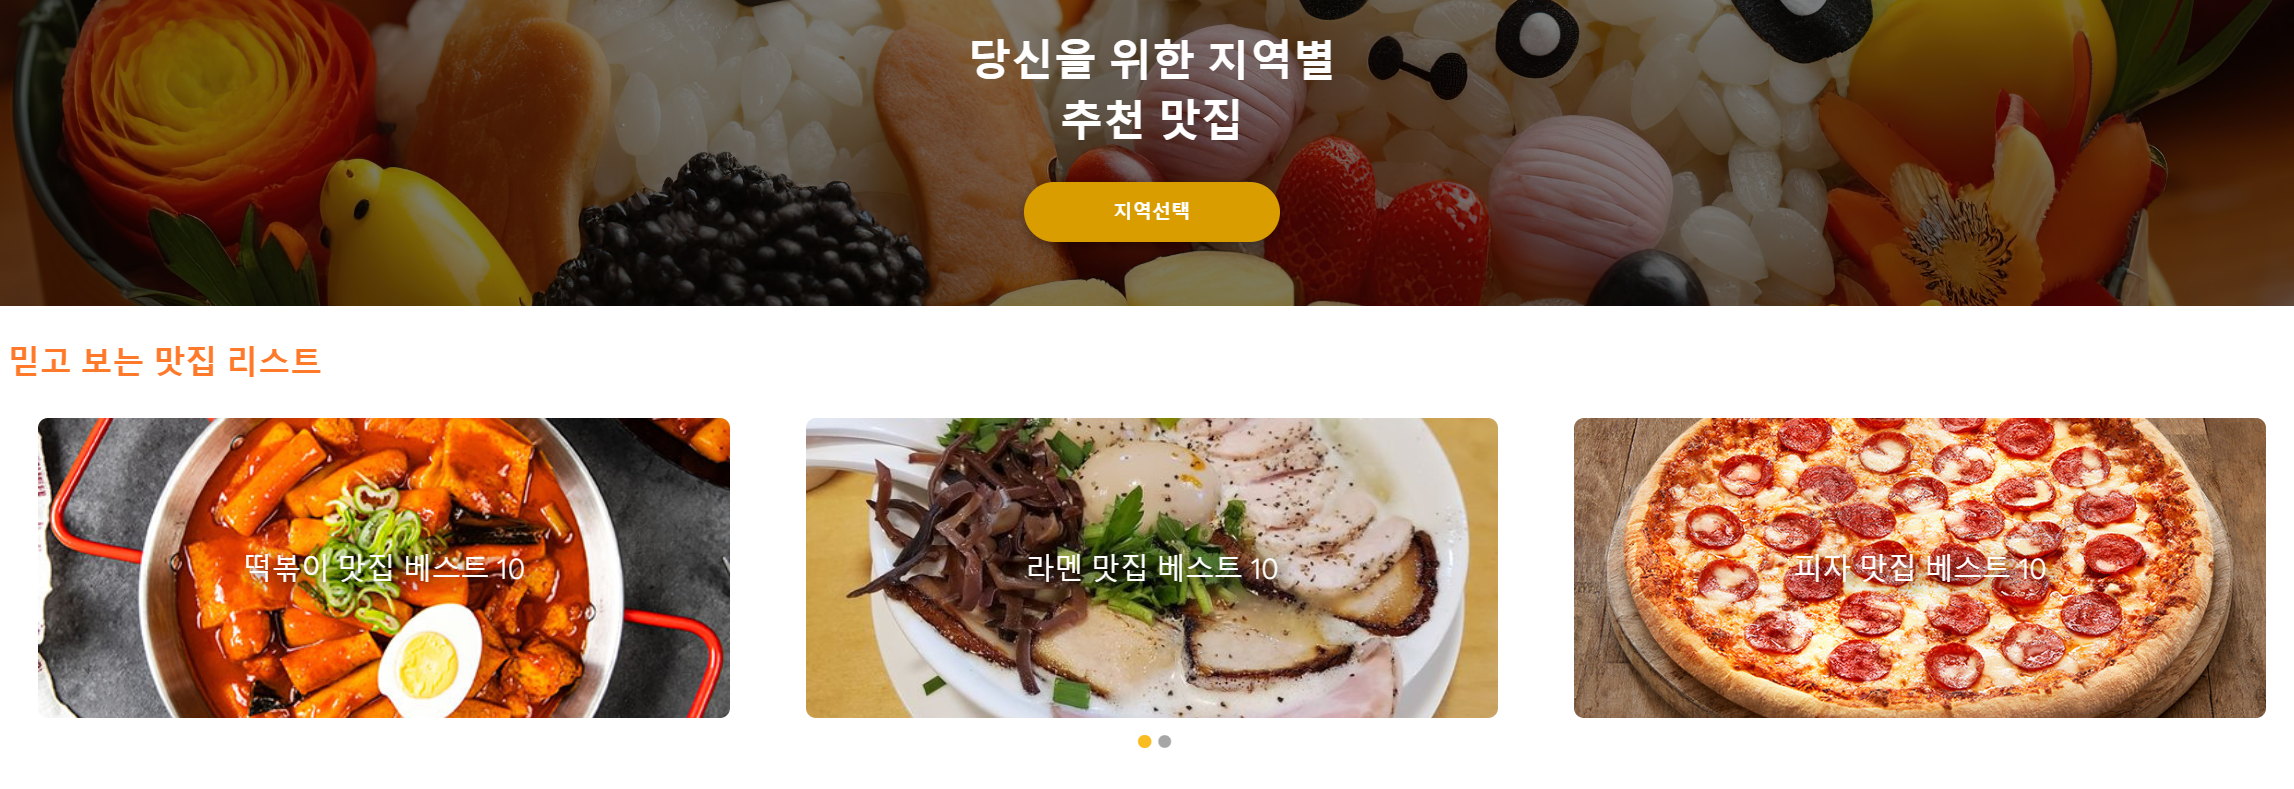 당신을 위한 지역별
추천 맛집
지역선택
믿고 보는 맛집 리스트
떡볶이 맛집 베스트 10
라멘 맛집 베스트 10
피자 맛집 베스트 10